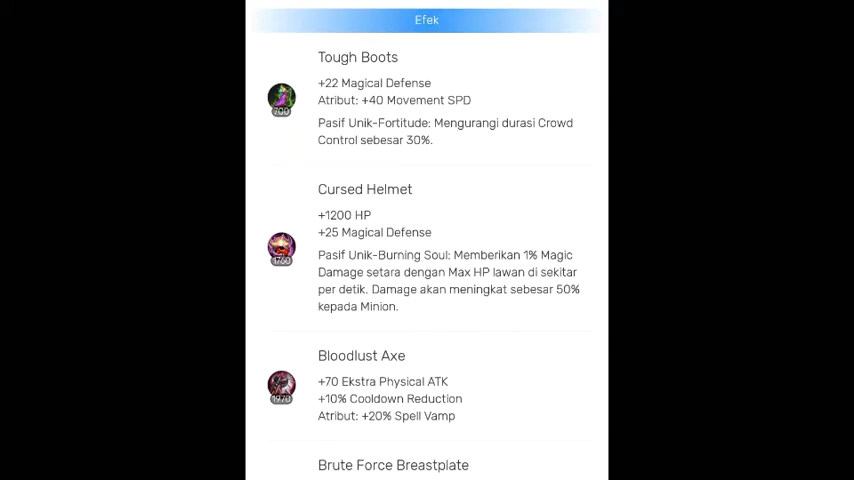 Efek
Tough Boots
+22 Magical Defense
Atribut: +40 Movement SPD
700
Pasif Unik-Fortitude: Mengurangi durasi Crowd
Control sebesar 30%.
Cursed Helmet
+1200 HP
+25 Magical Defense
1760
Pasif Unik-Burning Soul: Memberikan 1% Magic
Damage setara dengan Max HP lawan di sekitar
per detik. Damage akan meningkat sebesar 50%
kepada Minion.
Bloodlust Axe
+70 Ekstra Physical ATK
+10% Cooldown Reduction
1970
Atribut: +20% Spell Vamp
Brute Force Breastplate